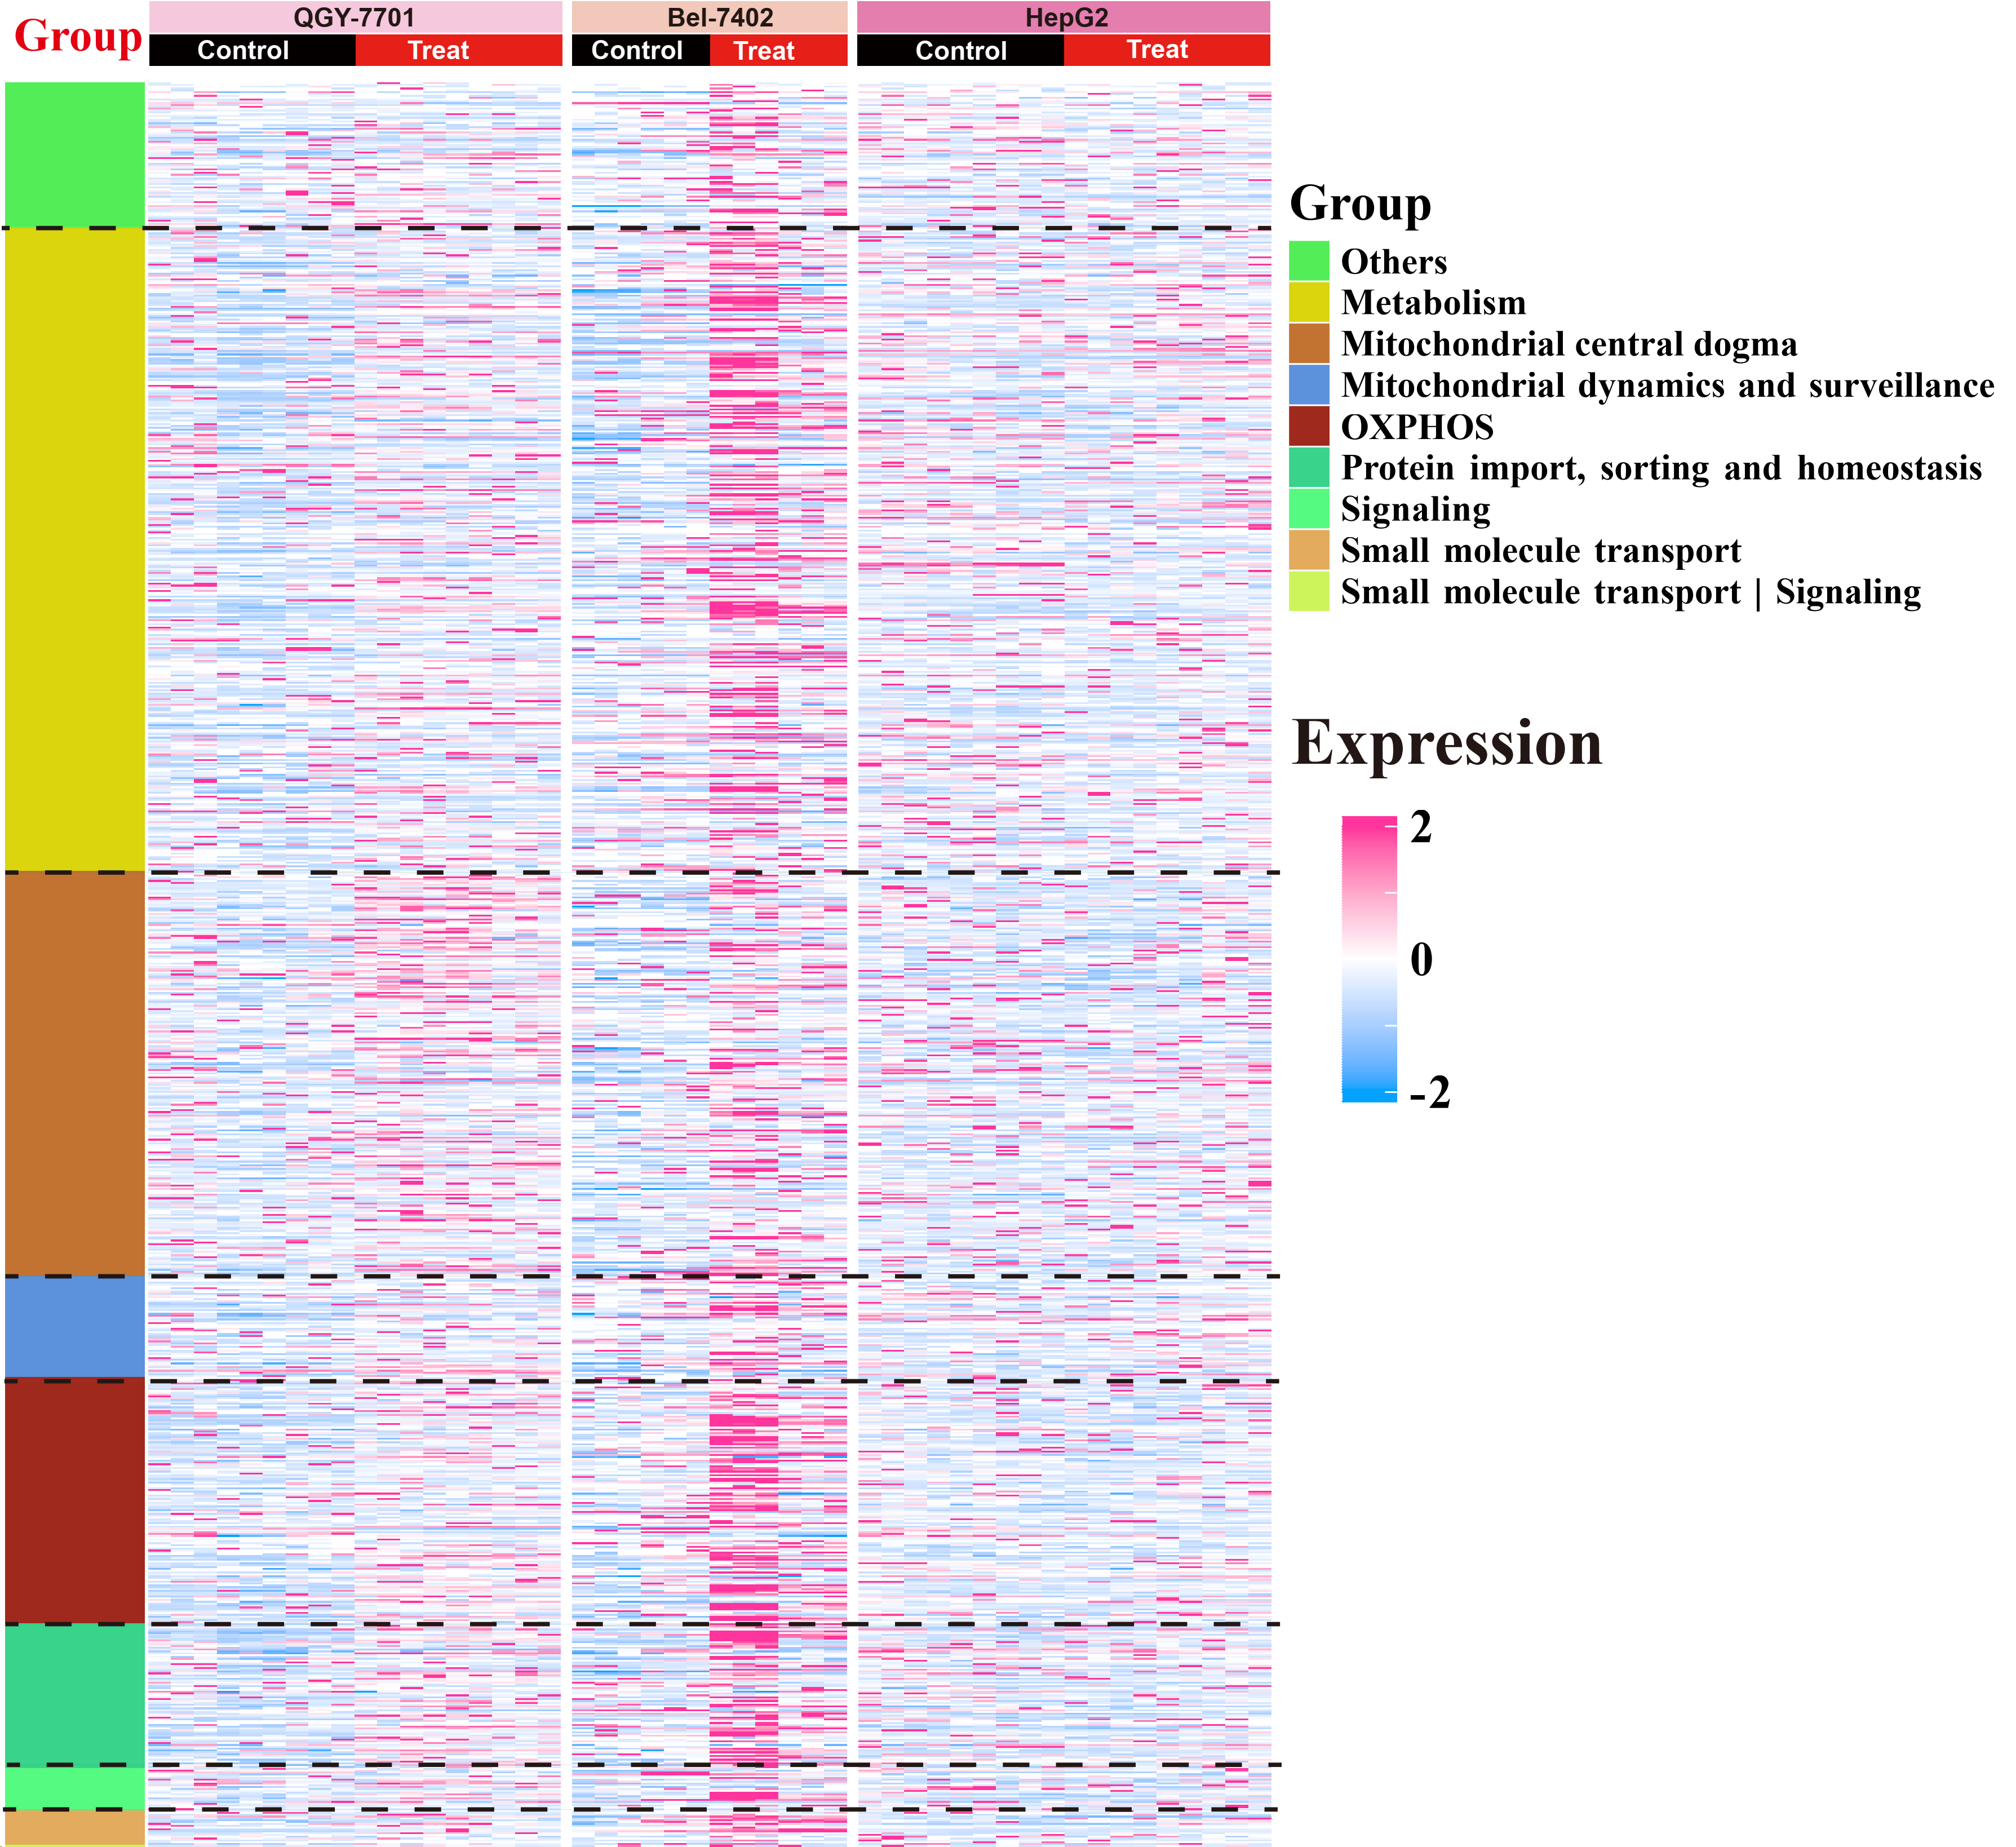 Group
QGY-7701
Bel-7402
HepG2
Control
Treat
Control
Treat
Control
Treat
Group
Others
Metabolism
Mitochondrial central dogma
Mitochondrial dynamics and surveillance
OXPHOS
Protein import, sorting and homeostasis
Signaling
Small molecule transport
Small molecule transport | Signaling
Expression
2
0
-2